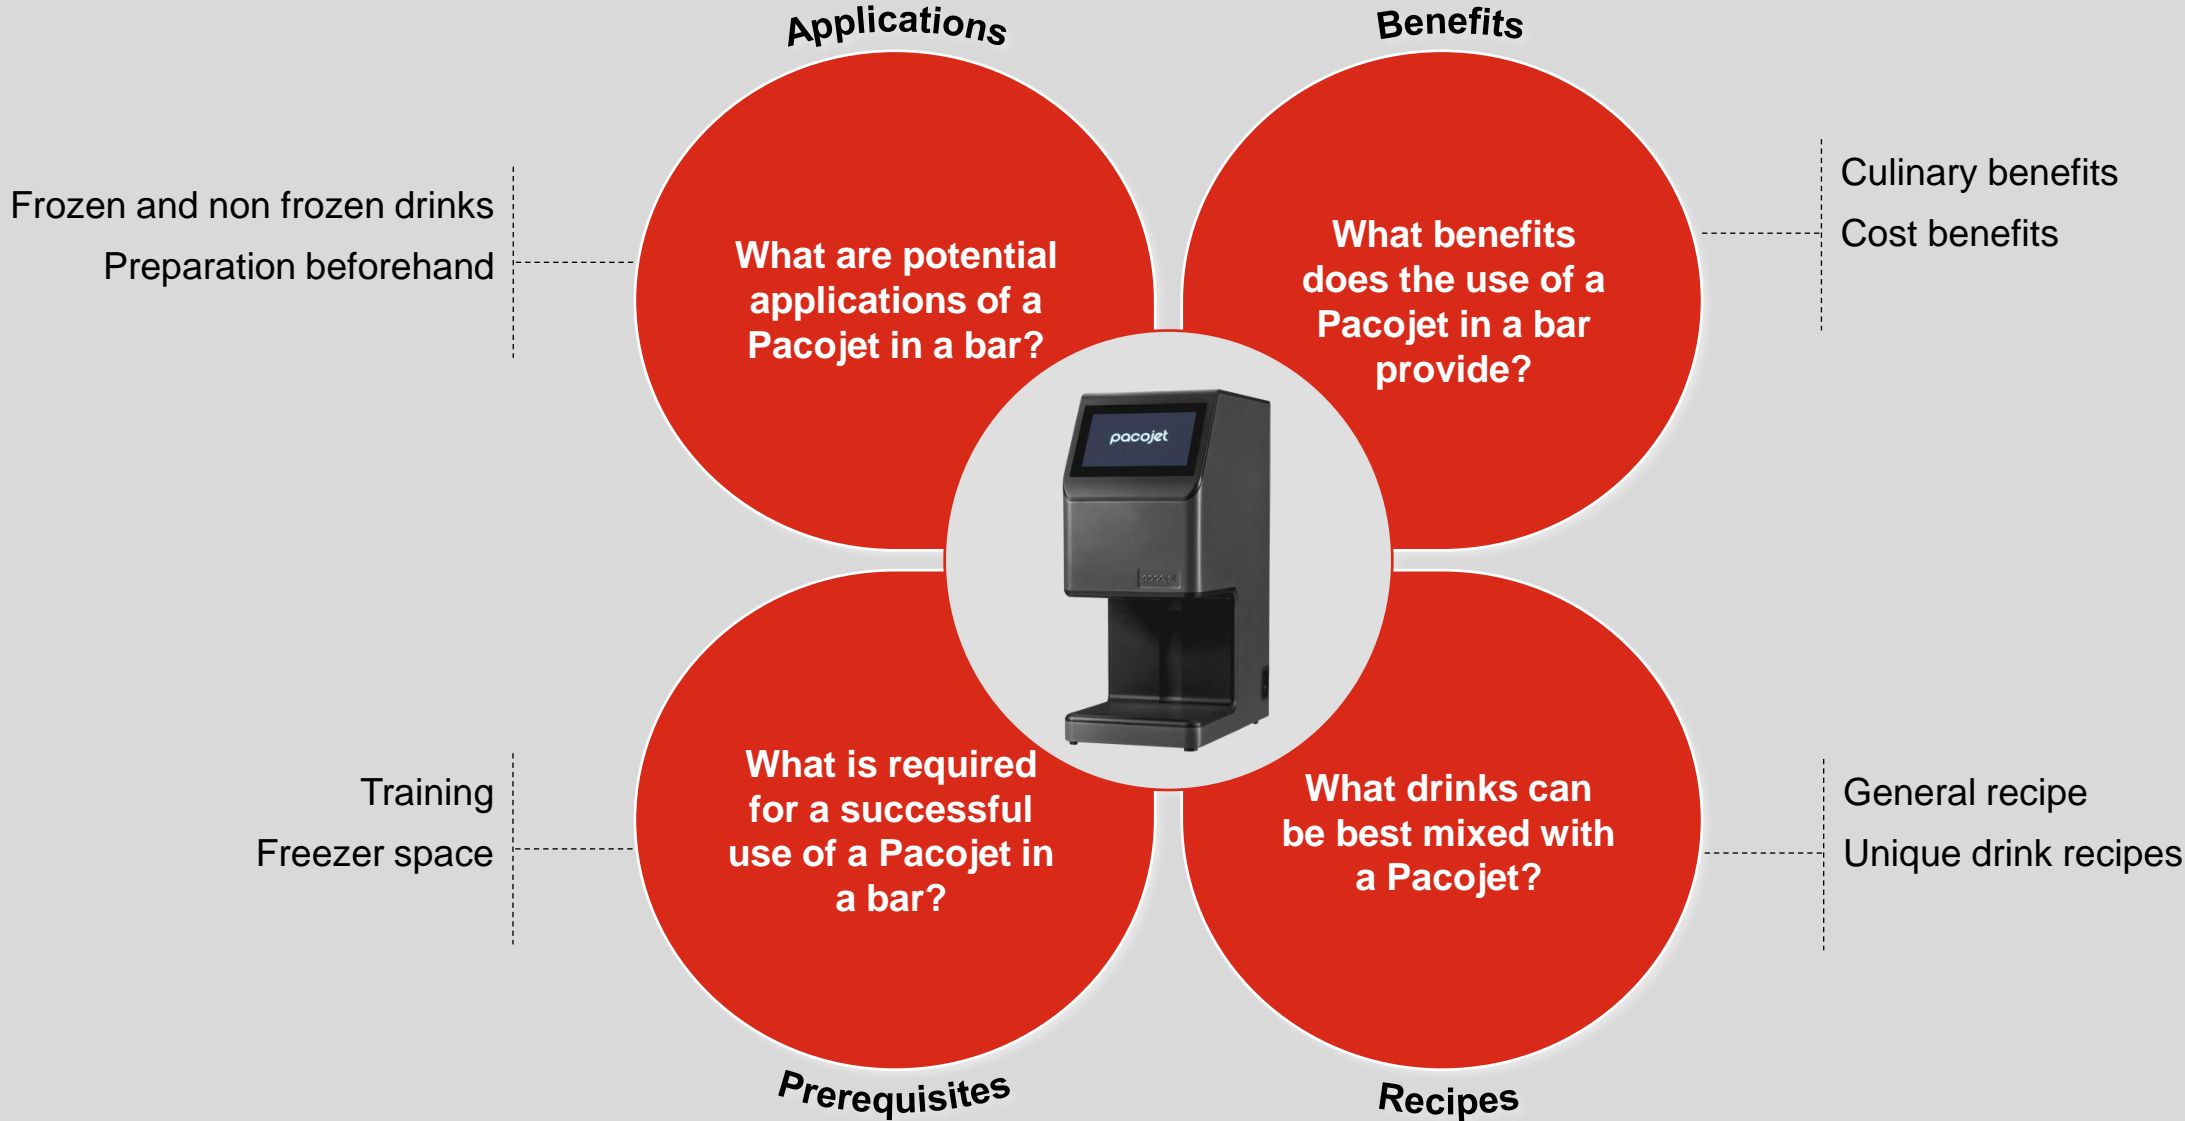 Applications
Frozen and non frozen drinks
Preparation beforehand
What are potential
applications of a
Pacojet in a bar?
Benefits
What benefits
does the use of a
Pacojet in a bar
provide?
Culinary benefits
Cost benefits
pacojet
pacojet
Training
Freezer space
What is required
for a successful
use of a Pacojet in
a bar?
Prerequisites
What drinks can
be best mixed with
a Pacojet?
General recipe
Unique drink recipes
Recipes